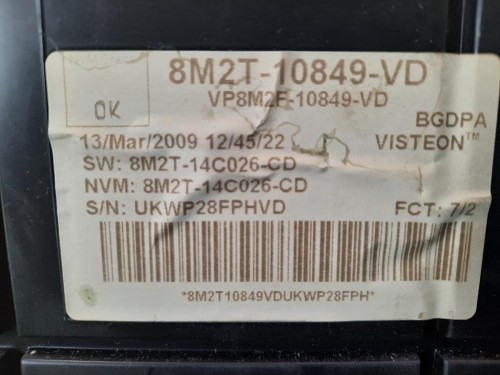 8M2T-10849-VD
VP8M2F-10849-VD
OK
BGDPA
13/Mar/2009 12/45/22
VISTEON™
SW: 8M2T-14C026-CD
NVM: 8M2T-14C026-CD
S/N: UKWP28FPHVD
FCT: 7/2
*8M2T10849VDUKWP28FPH*